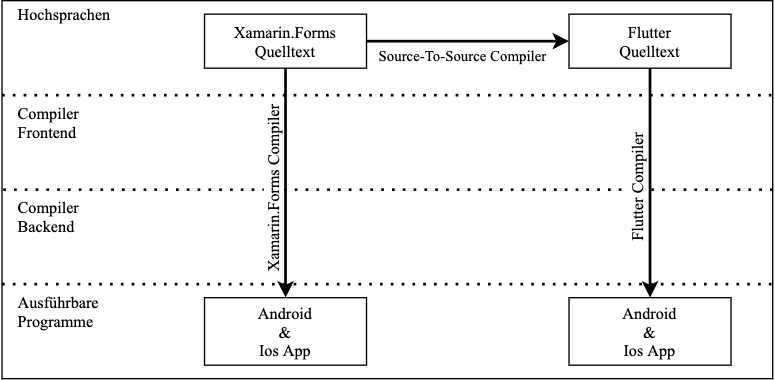 Hochsprachen
Xamarin.Forms
Quelltext
Source-To-Source Compiler
Flutter
Quelltext
Compiler
Frontend
Xamarin.Forms Compiler
Flutter Compiler
Compiler
Backend
Ausführbare
Programme
Android
&
Ios App
Android
&
Ios App